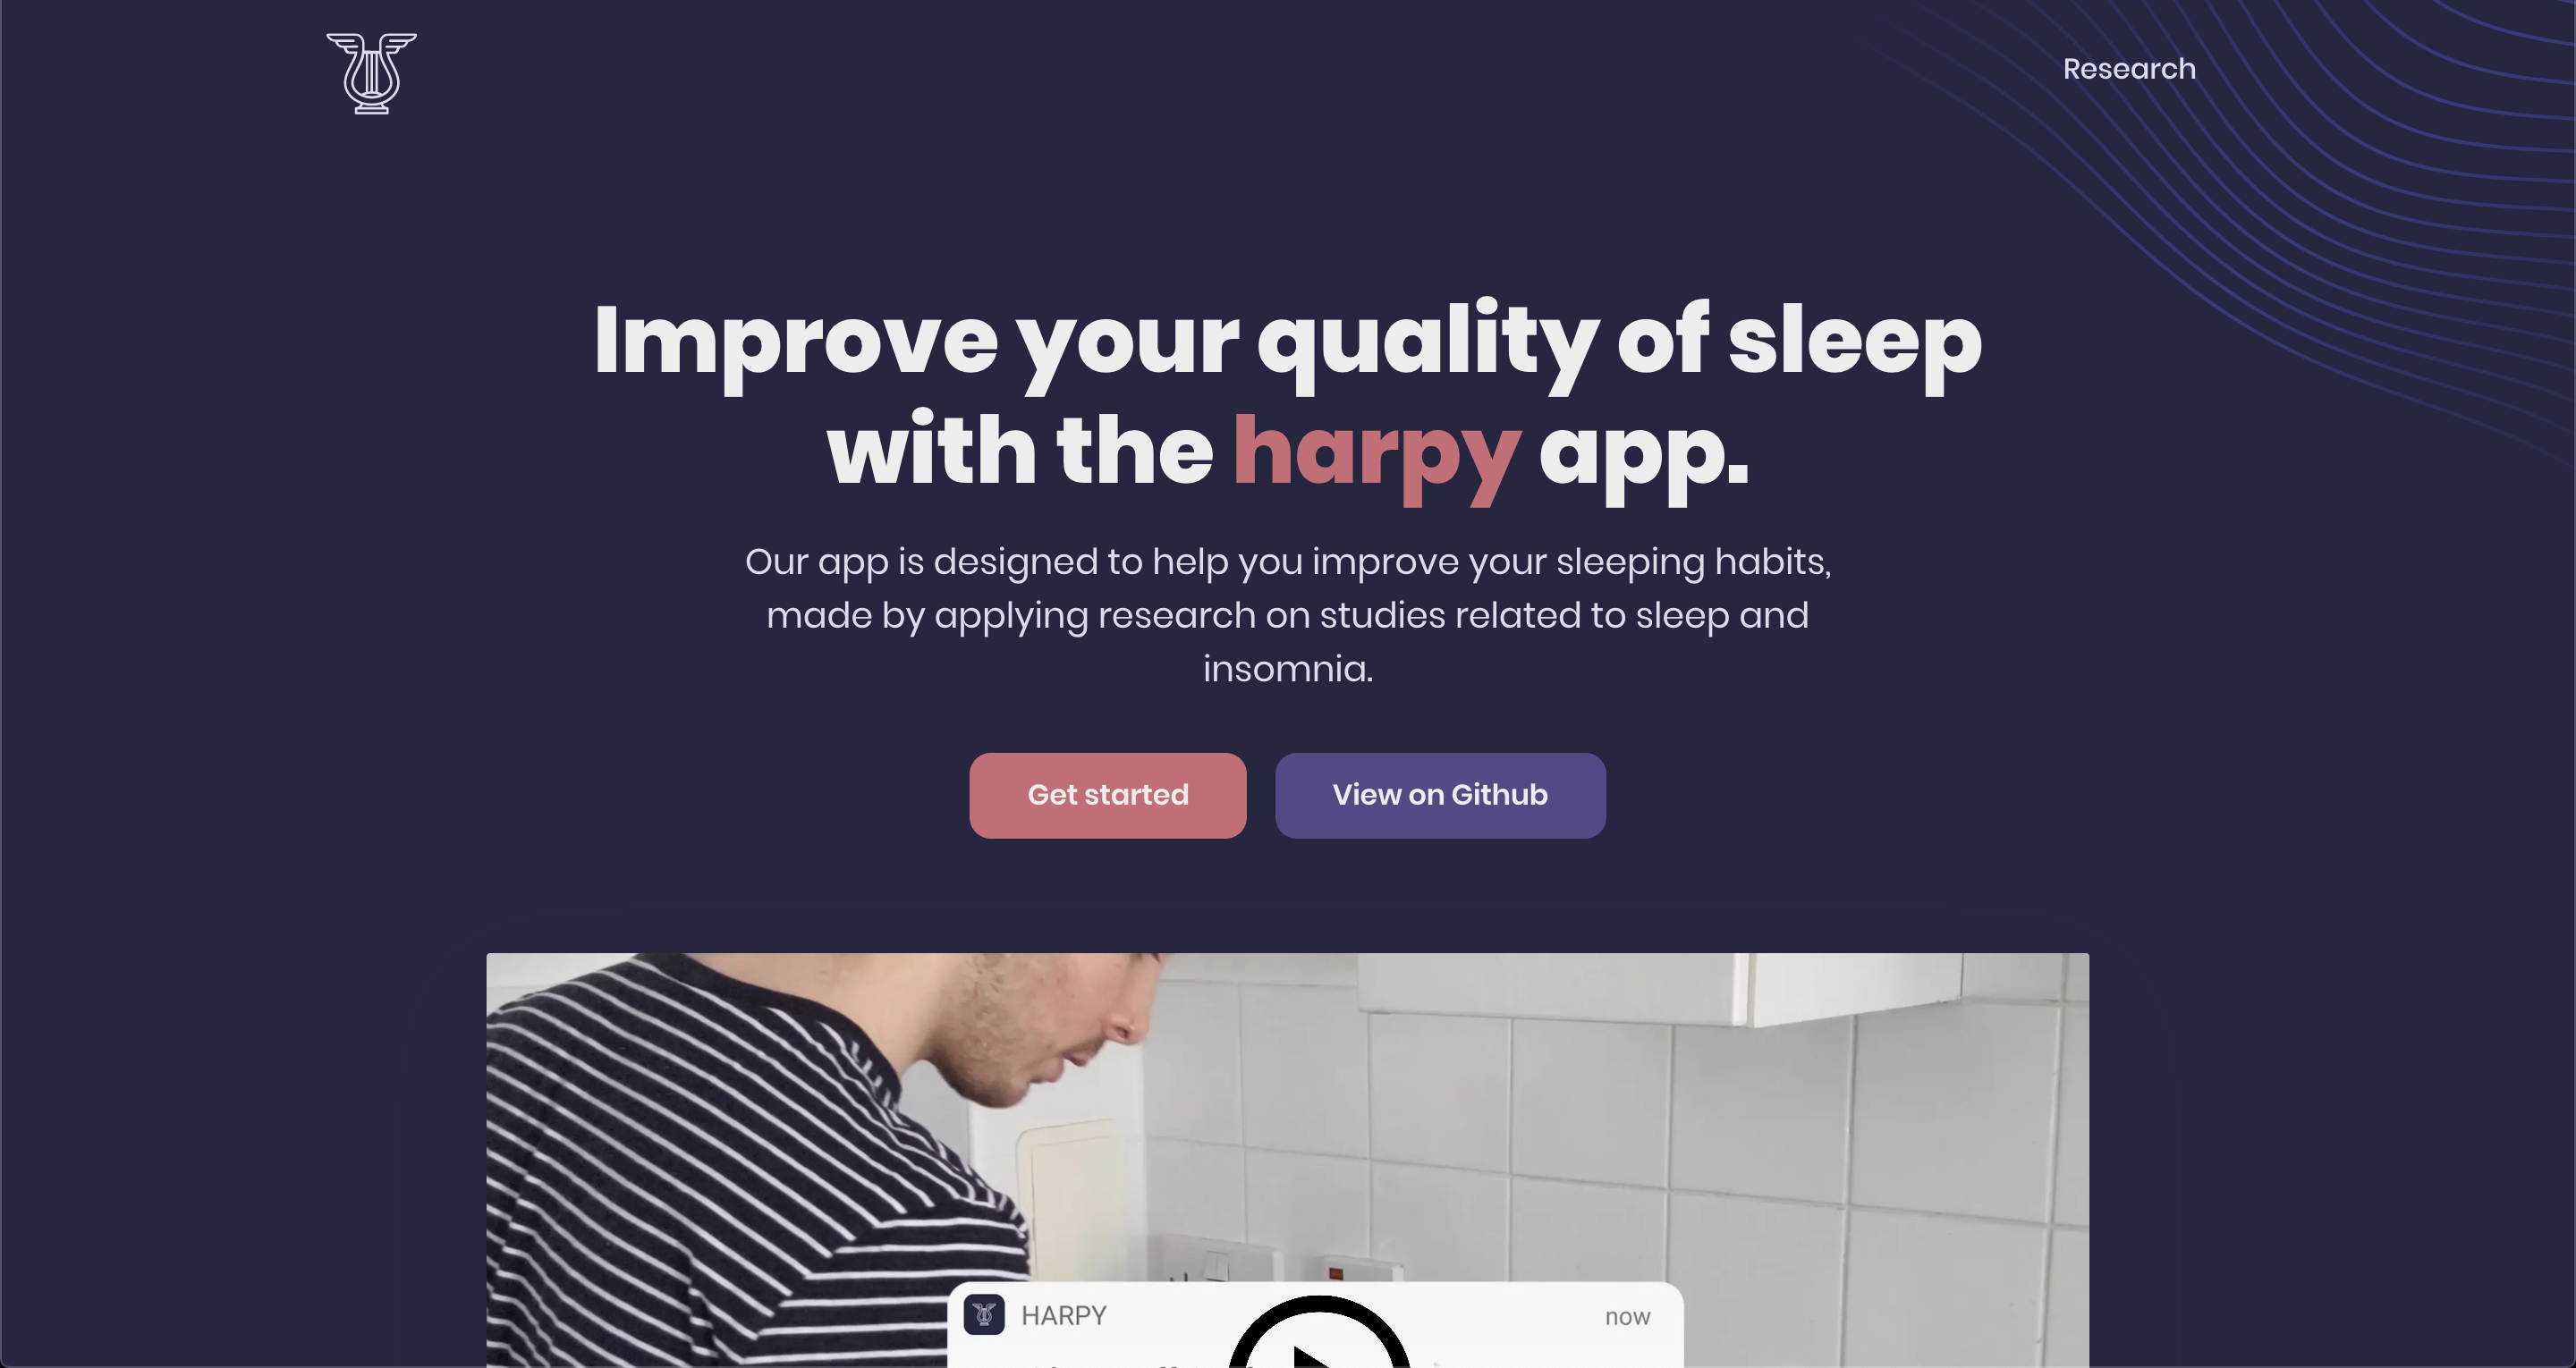 Research
Improve your quality of sleep
with the harpy app.
Our app is designed to help you improve your sleeping habits,
made by applying research on studies related to sleep and
insomnia.
Get started
View on Github
HARPY
now